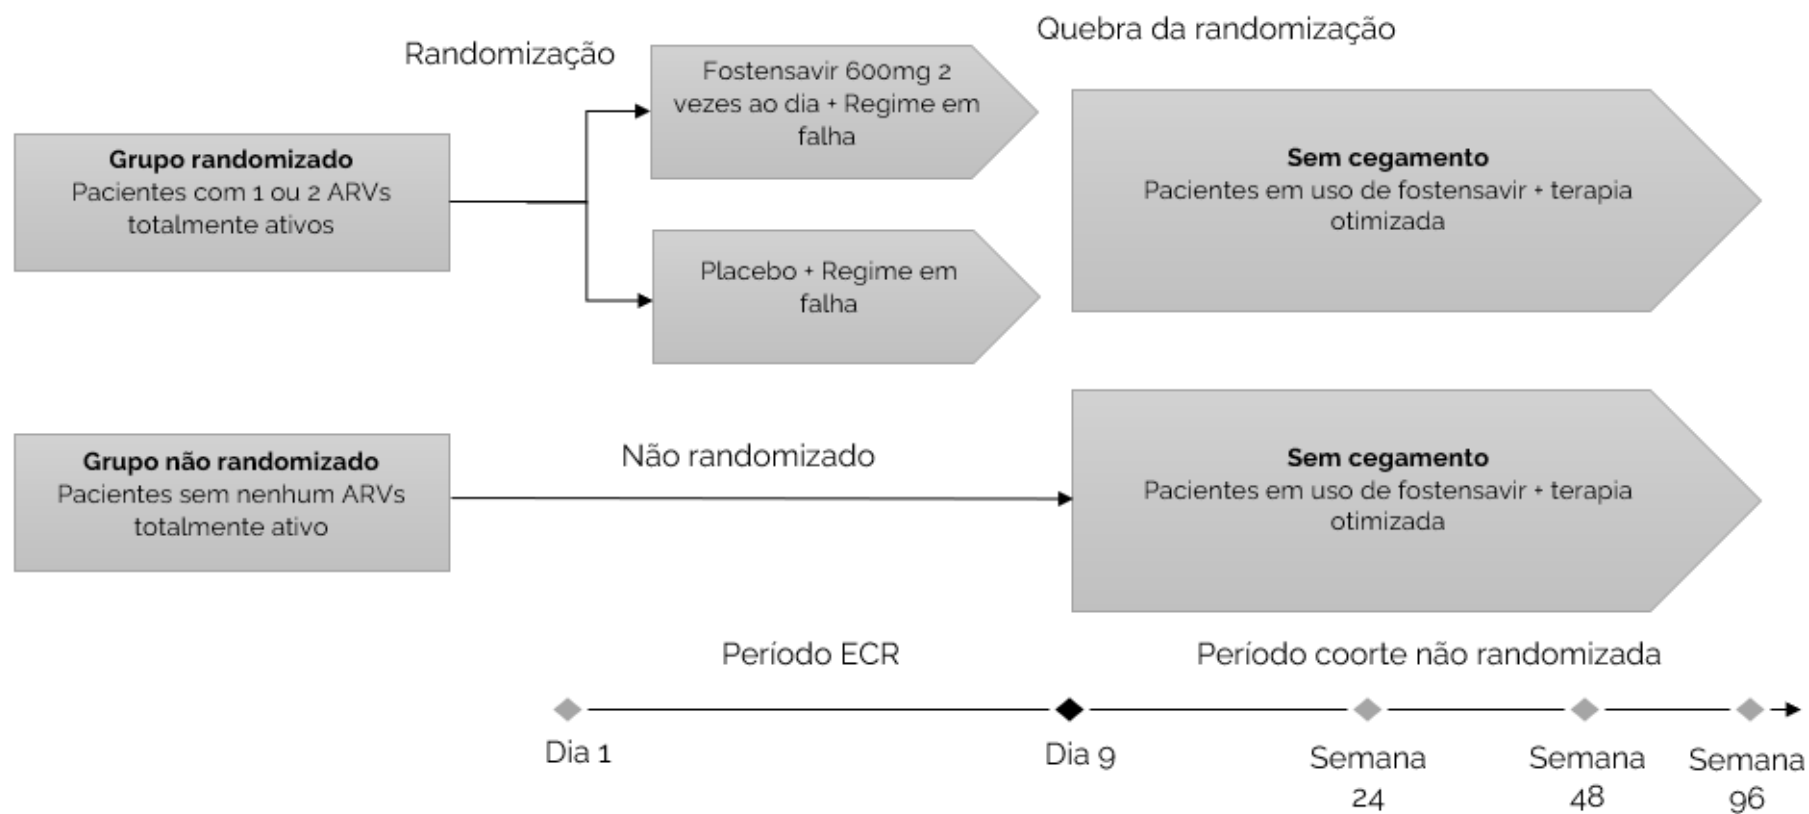 Randomização
Quebra da randomização
Grupo randomizado
Pacientes com 1 ou 2 ARVs
totalmente ativos
Fostensavir 600mg 2
vezes ao dia + Regime em
falha
Placebo + Regime em
falha
Sem cegamento
Pacientes em uso de fostensavir + terapia
otimizada
Grupo não randomizado
Pacientes sem nenhum ARVs
totalmente ativo
Não randomizado
Sem cegamento
Pacientes em uso de fostensavir + terapia
otimizada
Período ECR
Período coorte não randomizada
Dia 1
Dia 9
Semana
24
Semana
48
Semana
96